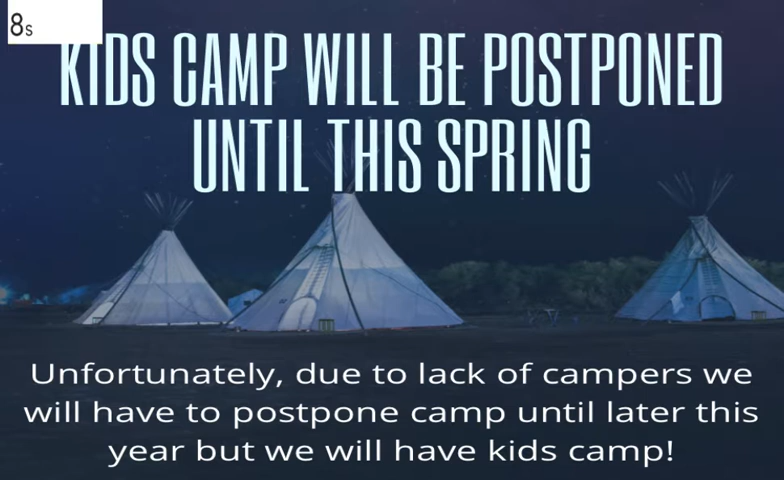 8s
KIDS CAMP WILL BE POSTPONED
UNTIL THIS SPRING
Unfortunately, due to lack of campers we
will have to postpone camp until later this
year but we will have kids camp!